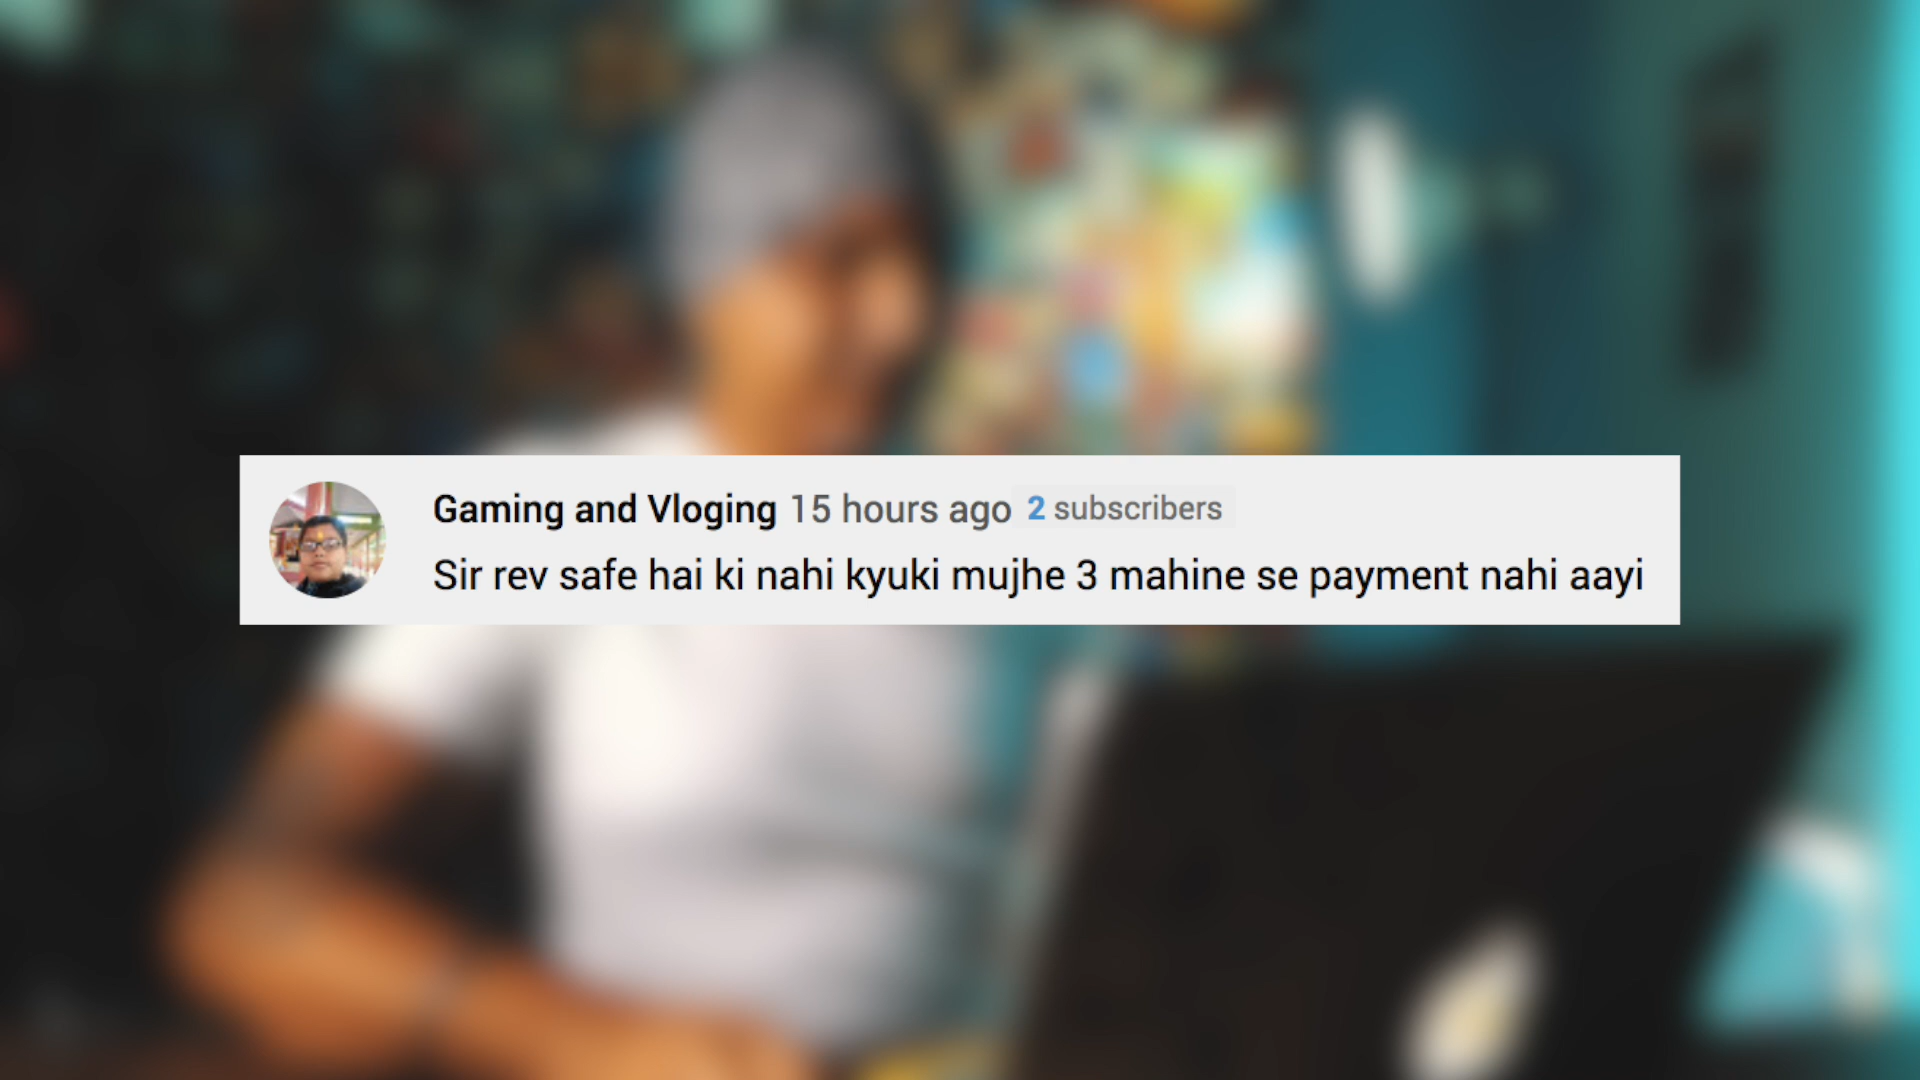 Gaming and Vloging 15 hours ago 2 subscribers
Sir rev safe hai ki nahi kyuki mujhe 3 mahine se payment nahi aayi